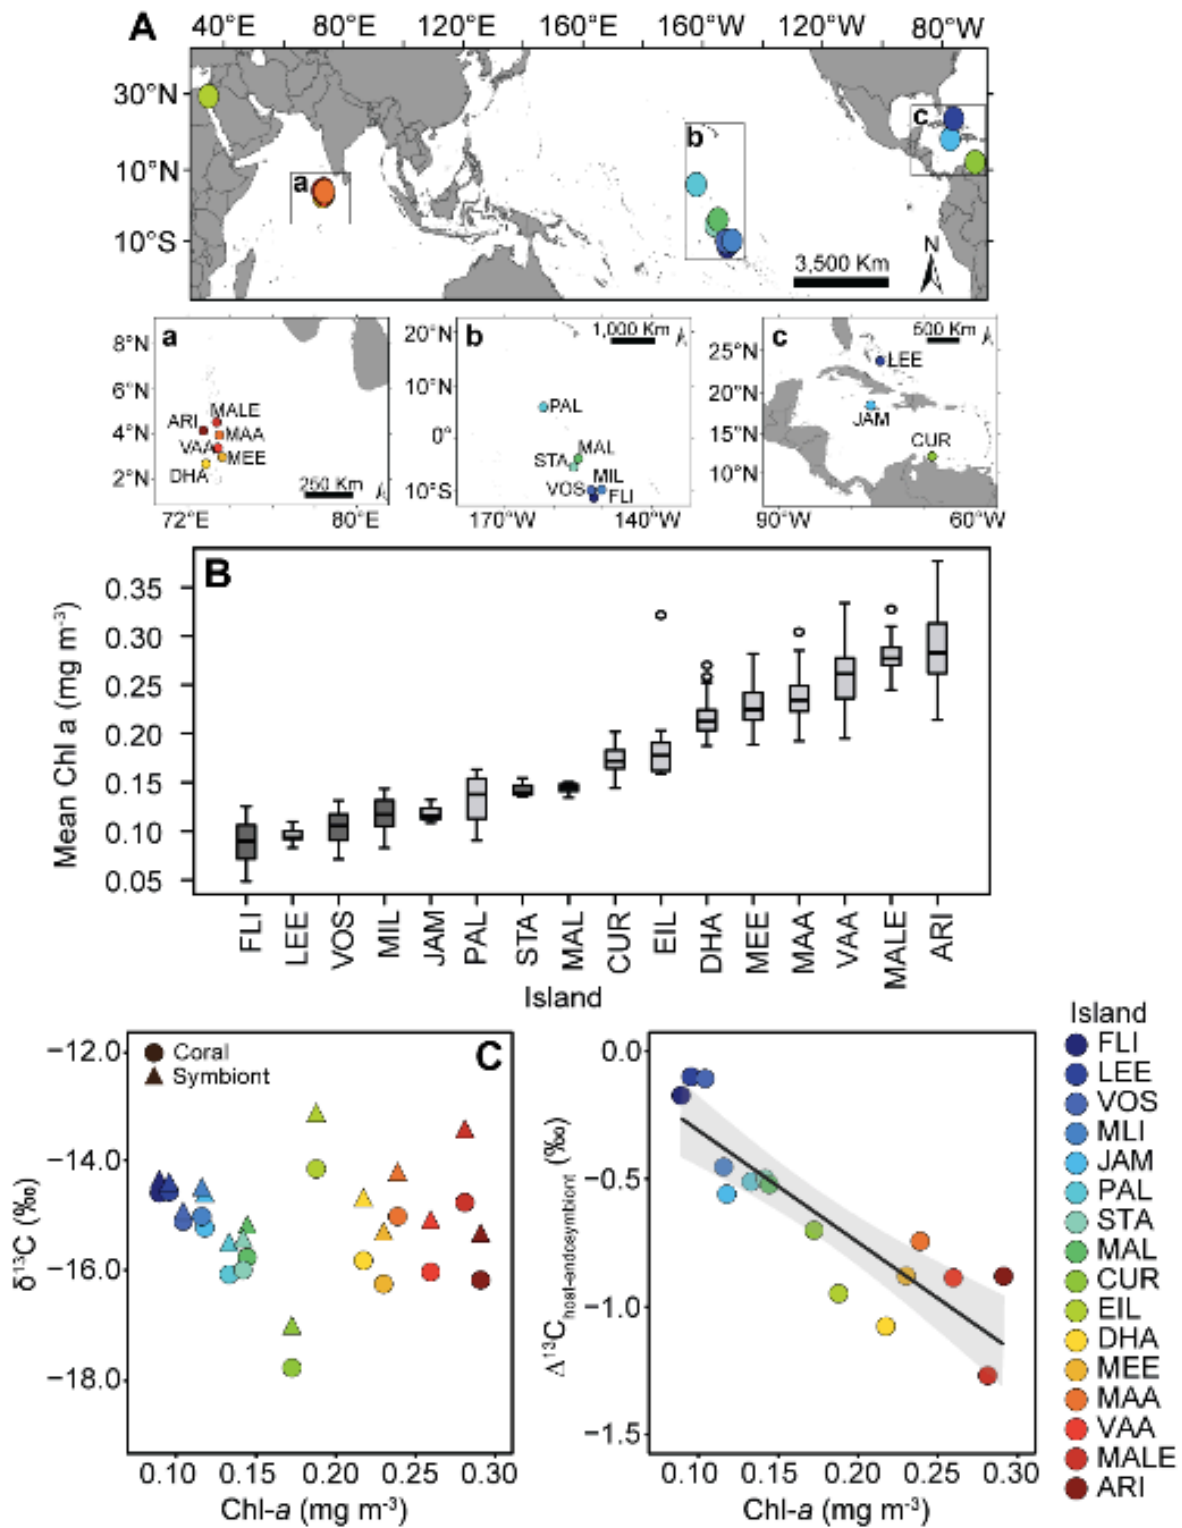 A
40°E 80°E 120°E 160°E 160°W 120°W 80°W
30°N
10°N
10°S
a
b
c
N
3,500 Km
a
8°N
6°N
4°N
2°N
MALE
ARI
MAA
VAA
MEE
DHA
250 Km
72°E 80°E
b
20°N
10°N
0°
10°S
1,000 Km
PAL
MAL
STA
MIL
VOS
FLI
170°W 140°W
c
25°N
20°N
15°N
10°N
500 Km
LEE
JAM
CUR
90°W 60°W
B
Mean Chl a (mg m-3)
0.35
0.30
0.25
0.20
0.15
0.10
0.05
FLI LEE VOS MIL JAM PAL STA MAL CUR EIL DHA MEE MAA VAA MALE ARI
Island
C
Coral
Symbiont
δ13C (‰)
−12.0
−14.0
−16.0
−18.0
0.10 0.15 0.20 0.25 0.30
Chl-a (mg m-3)
Δ13Chost-endosymbiont (‰)
0.0
−0.5
−1.0
−1.5
0.10 0.15 0.20 0.25 0.30
Chl-a (mg m-3)
Island
FLI
LEE
VOS
MLI
JAM
PAL
STA
MAL
CUR
EIL
DHA
MEE
MAA
VAA
MALE
ARI